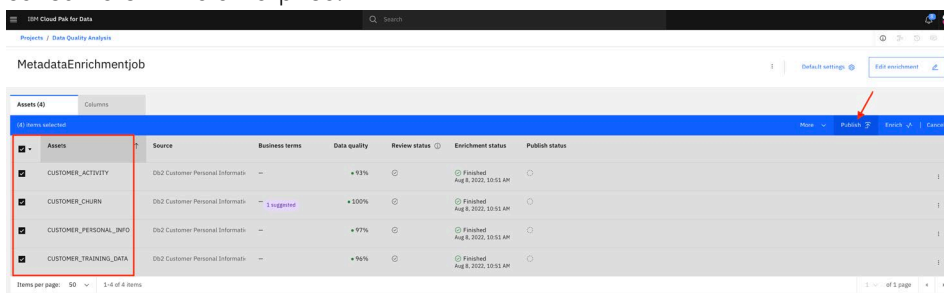 IBM Cloud Pak for Data Search
Projects / Data Quality Analysis
MetadataEnrichmentjob Default settings Edit enrichment
Assets (4) Columns
(4) items selected More Publish Enrich Cancel
Assets Source Business terms Data quality Review status Enrichment status Publish status
CUSTOMER_ACTIVITY Db2 Customer Personal Informati — 93% Finished
Aug 8, 2022, 10:51 AM
CUSTOMER_CHURN Db2 Customer Personal Informati — 1 suggested 100% Finished
Aug 8, 2022, 10:51 AM
CUSTOMER_PERSONAL_INFO Db2 Customer Personal Informati — 97% Finished
Aug 8, 2022, 10:51 AM
CUSTOMER_TRAINING_DATA Db2 Customer Personal Informati — 96% Finished
Aug 8, 2022, 10:51 AM
Items per page: 50 1-4 of 4 items 1 of 1 page